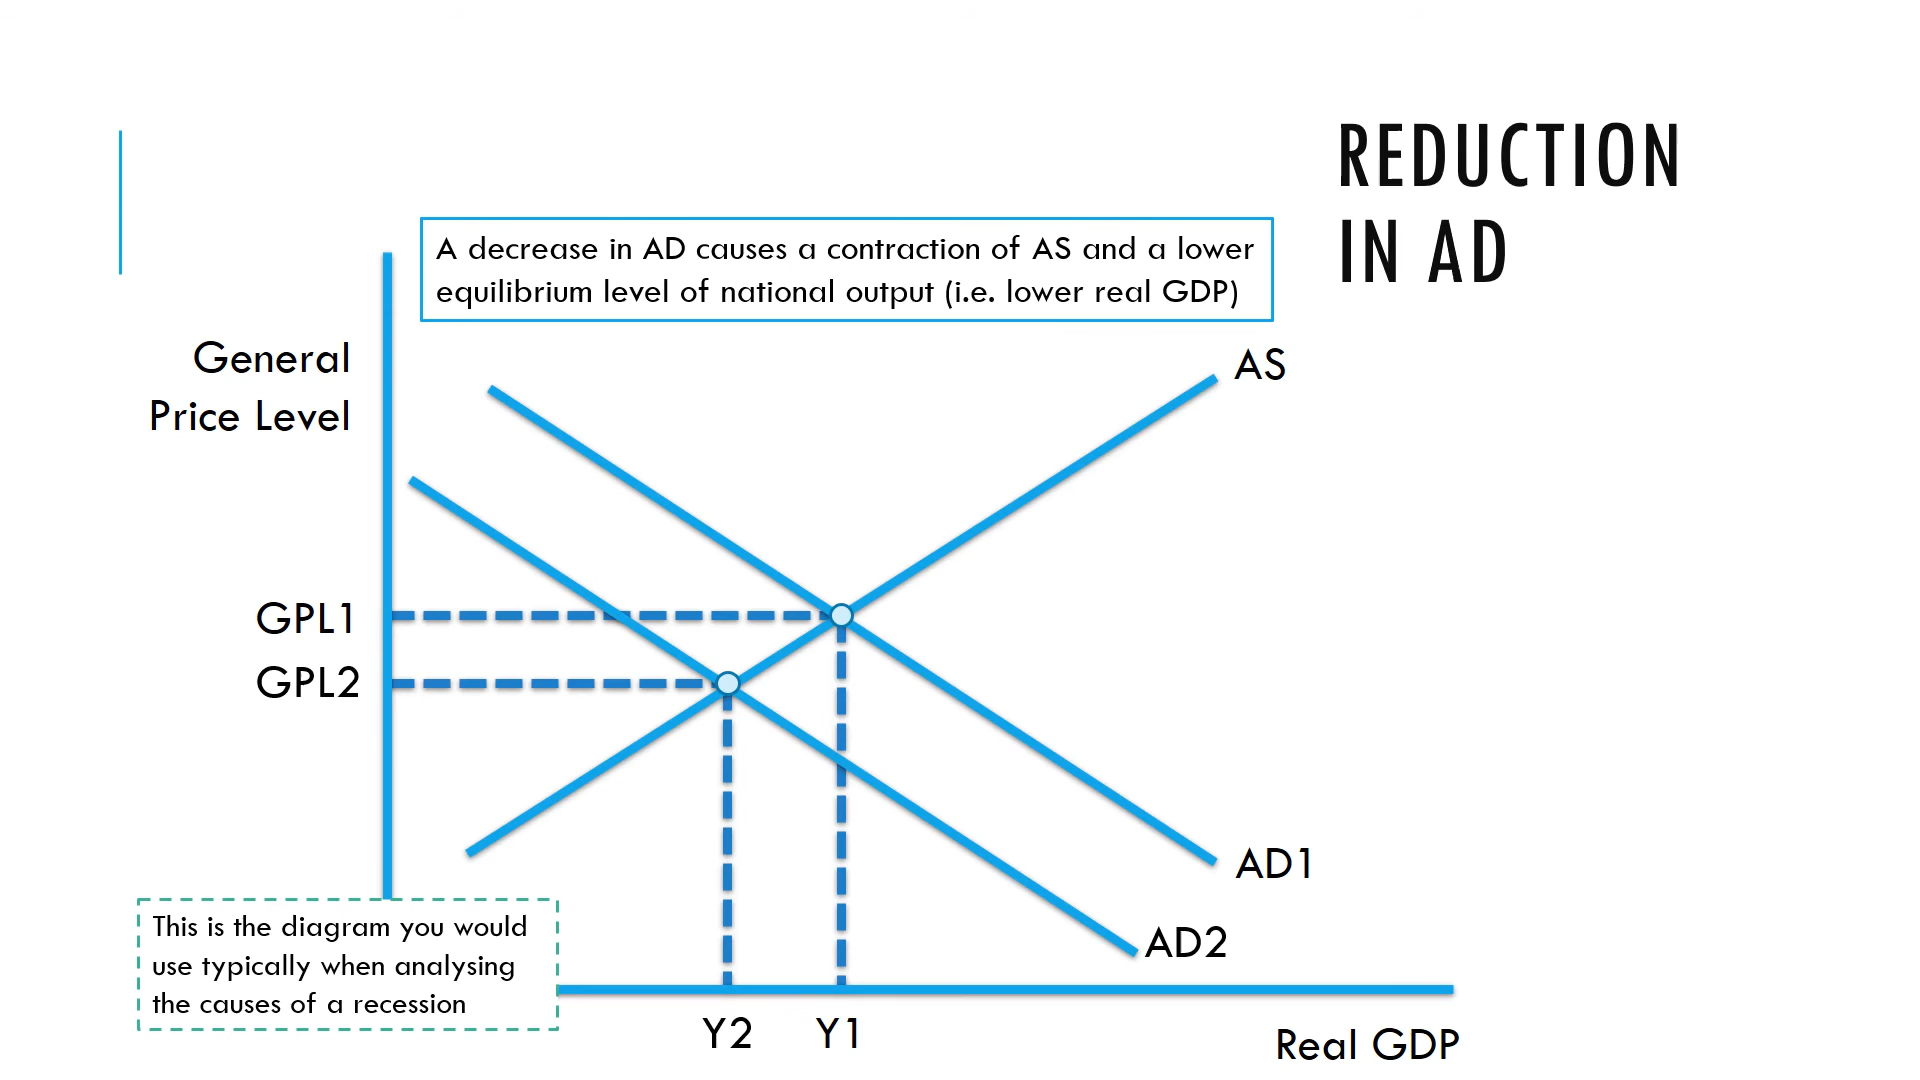 REDUCTION
IN AD
A decrease in AD causes a contraction of AS and a lower
equilibrium level of national output (i.e. lower real GDP)
General
Price Level
AS
GPL1
GPL2
AD1
AD2
This is the diagram you would
use typically when analysing
the causes of a recession
Y2
Y1
Real GDP